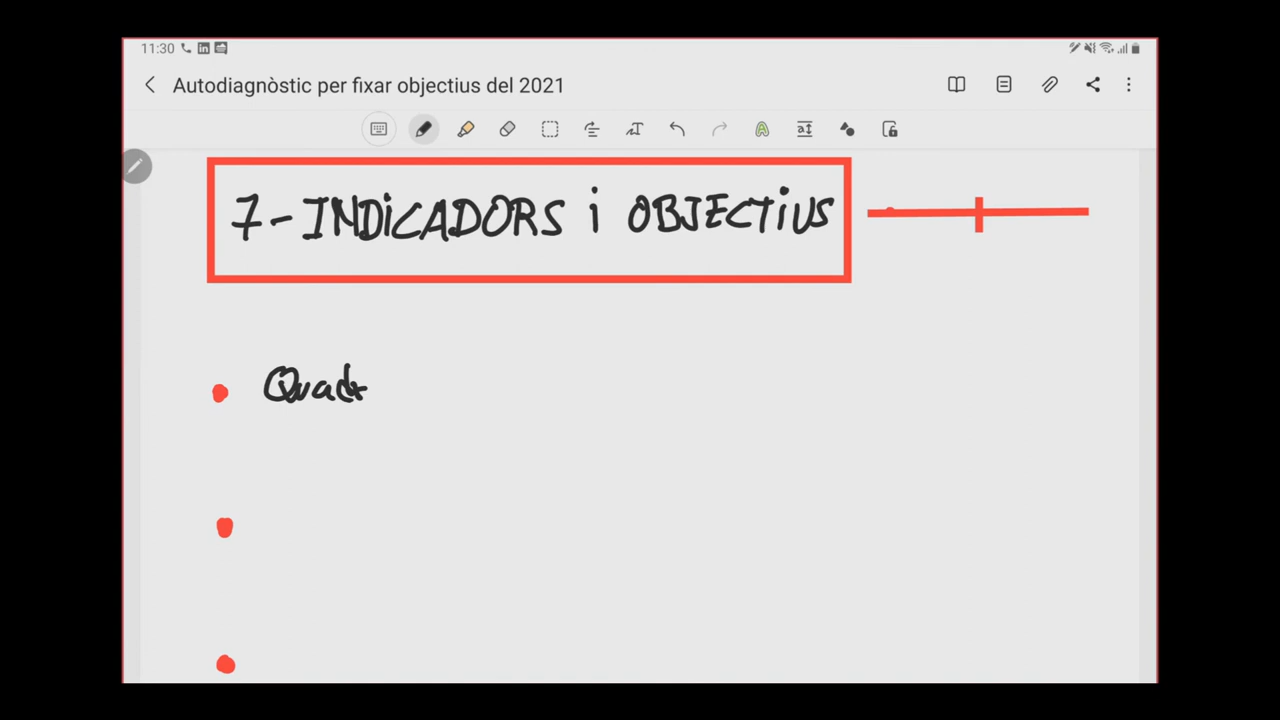 11:30
Autodiagnòstic per fixar objectius del 2021
7-INDiCADORS i OBJECTiUS
Quadr